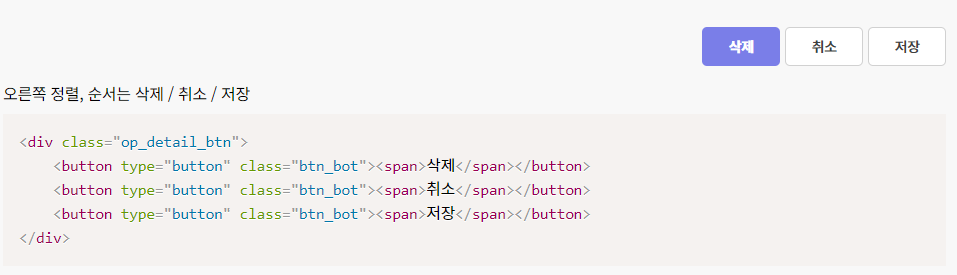 삭제 취소 저장
오른쪽 정렬, 순서는 삭제 / 취소 / 저장
<div class="op_detail_btn">
    <button type="button" class="btn_bot"><span>삭제</span></button>
    <button type="button" class="btn_bot"><span>취소</span></button>
    <button type="button" class="btn_bot"><span>저장</span></button>
</div>